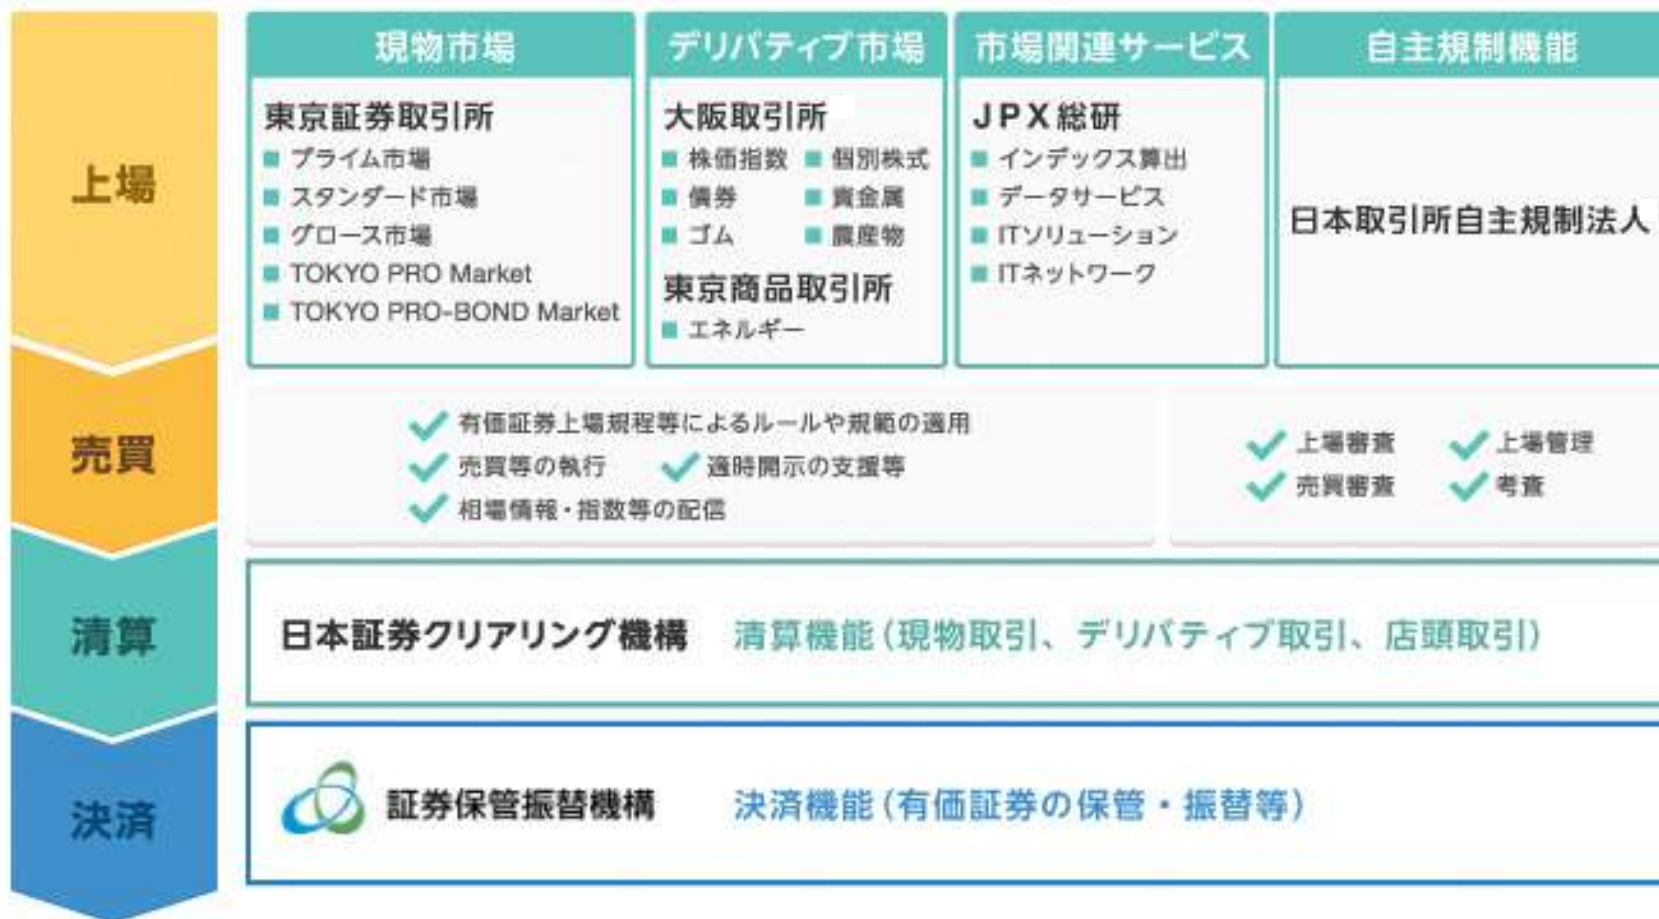 上場
現物市場
東京証券取引所
プライム市場
スタンダード市場
グロース市場
TOKYO PRO Market
TOKYO PRO-BOND Market
デリバティブ市場
大阪取引所
株価指数 個別株式
債券 貴金属
ゴム 農産物
東京商品取引所
エネルギー
市場関連サービス
JPX総研
インデックス算出
データサービス
ITソリューション
ITネットワーク
自主規制機能
日本取引所自主規制法人
売買
有価証券上場規程等によるルールや規範の適用
売買等の執行 適時開示の支援等
相場情報・指数等の配信
上場審査 上場管理
売買審査 考査
清算
日本証券クリアリング機構 清算機能(現物取引、デリバティブ取引、店頭取引)
決済
証券保管振替機構 決済機能(有価証券の保管・振替等)